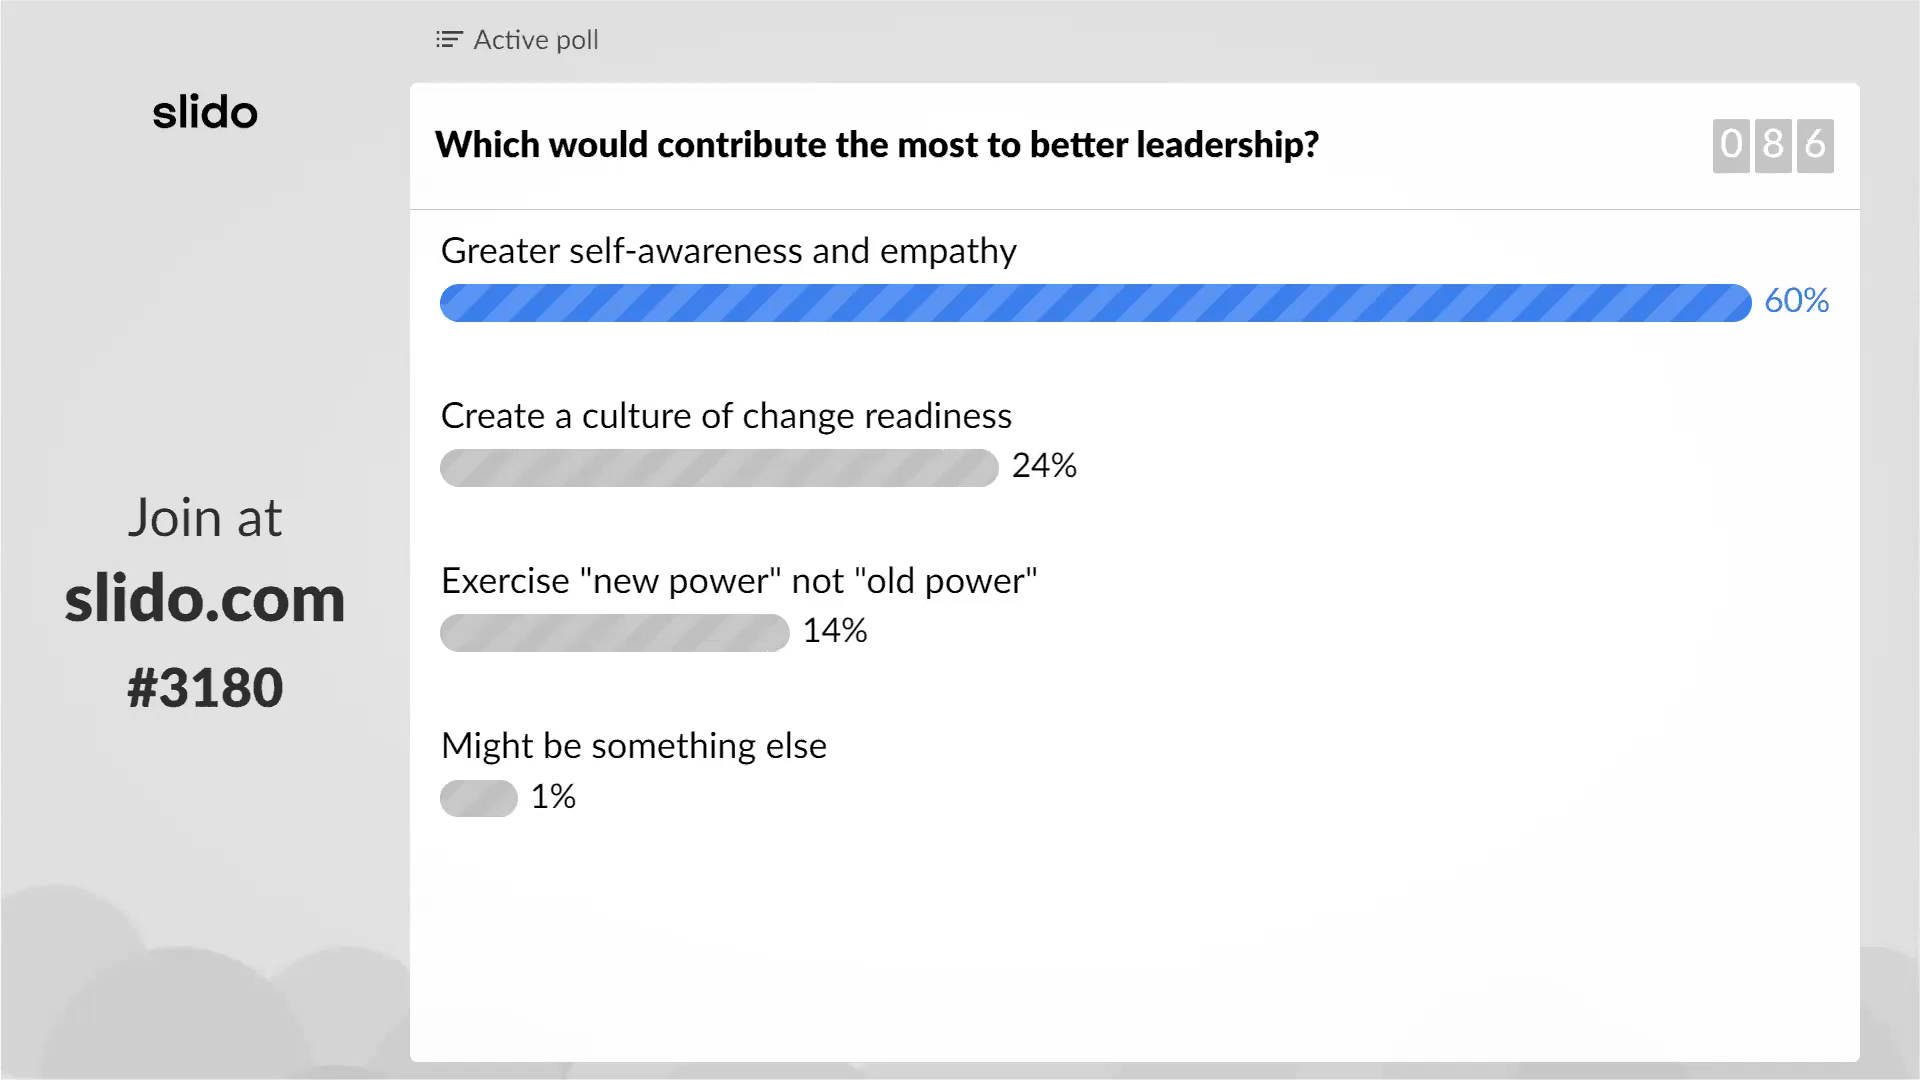 Active poll
slido
Which would contribute the most to better leadership?
086
Greater self-awareness and empathy
60%
Create a culture of change readiness
24%
Exercise "new power" not "old power"
14%
Might be something else
1%
Join at
slido.com
#3180